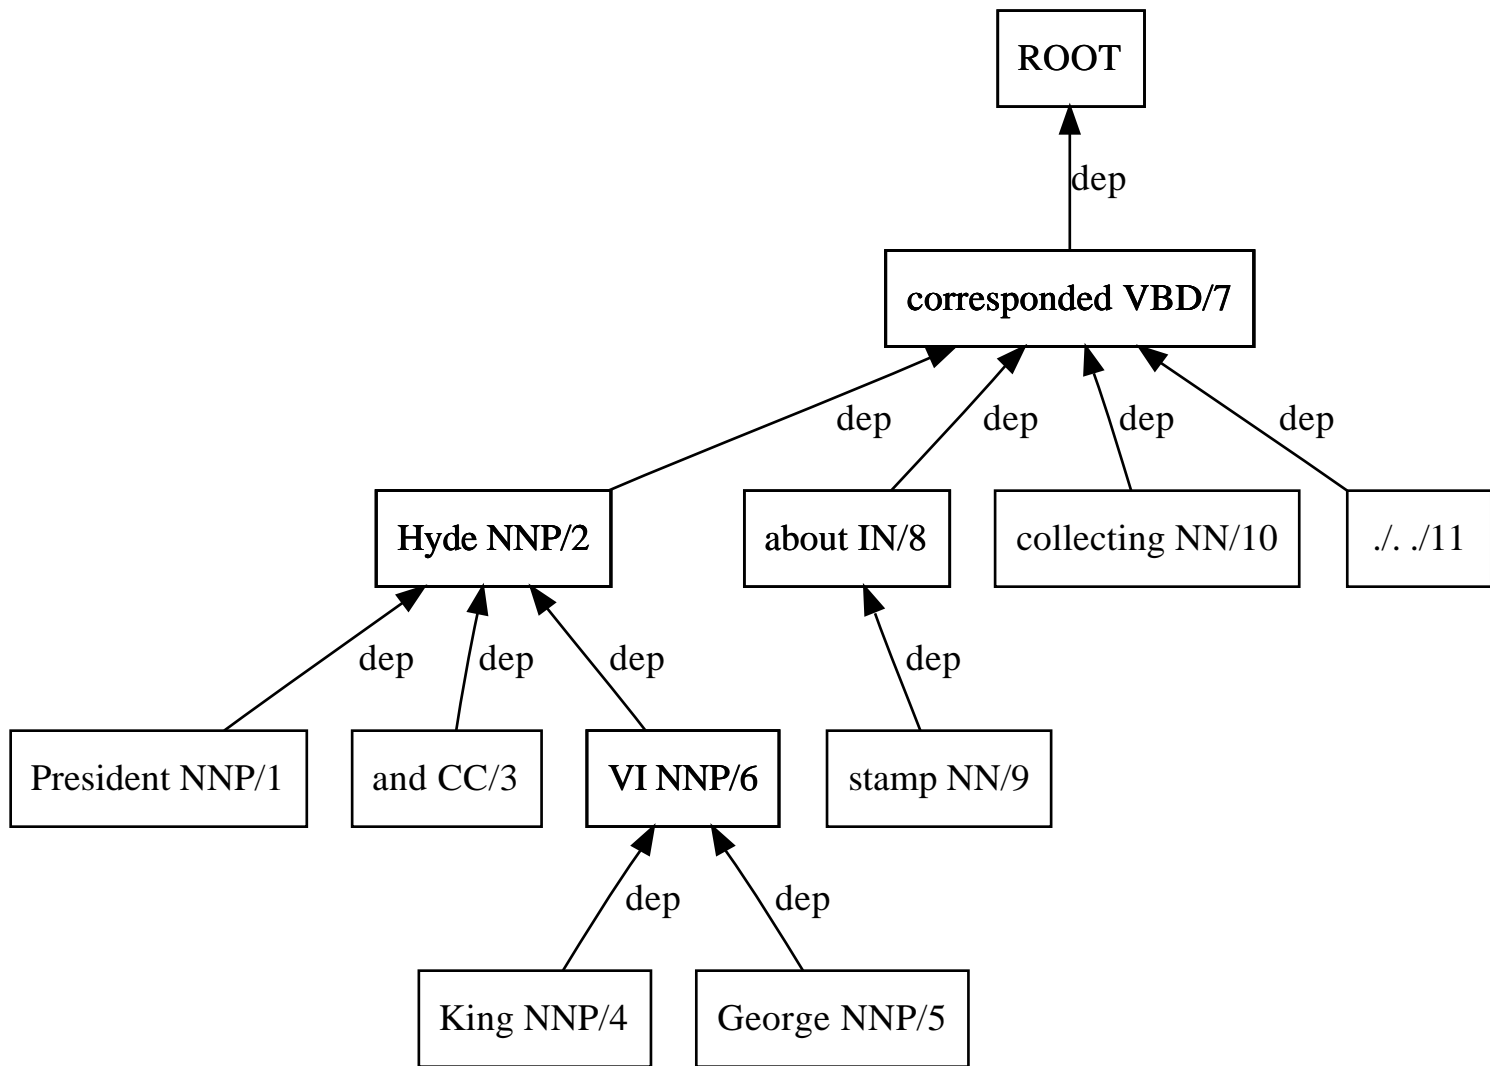 ROOT
dep
corresponded VBD/7
dep dep dep dep
Hyde NNP/2 about IN/8 collecting NN/10 ./. ./11
dep dep dep dep
President NNP/1 and CC/3 VI NNP/6 stamp NN/9
dep dep
King NNP/4 George NNP/5